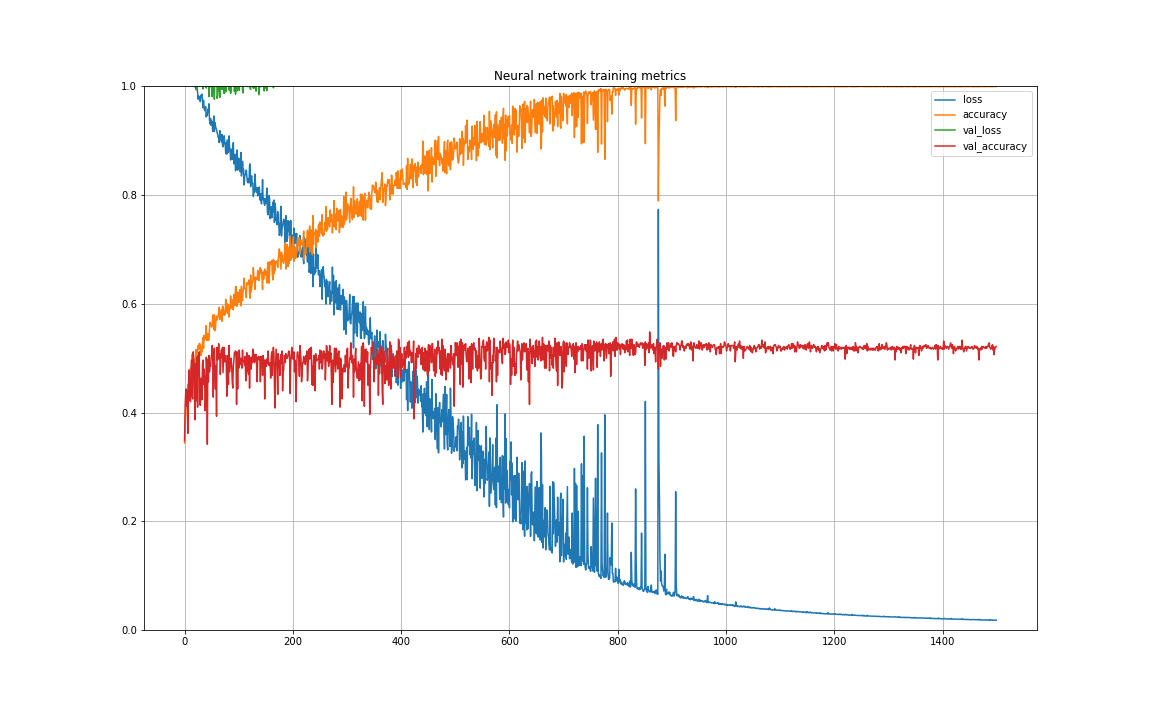 Neural network training metrics
1.0
0.8
0.6
0.4
0.2
0.0
0 200 400 600 800 1000 1200 1400
loss
accuracy
val_loss
val_accuracy